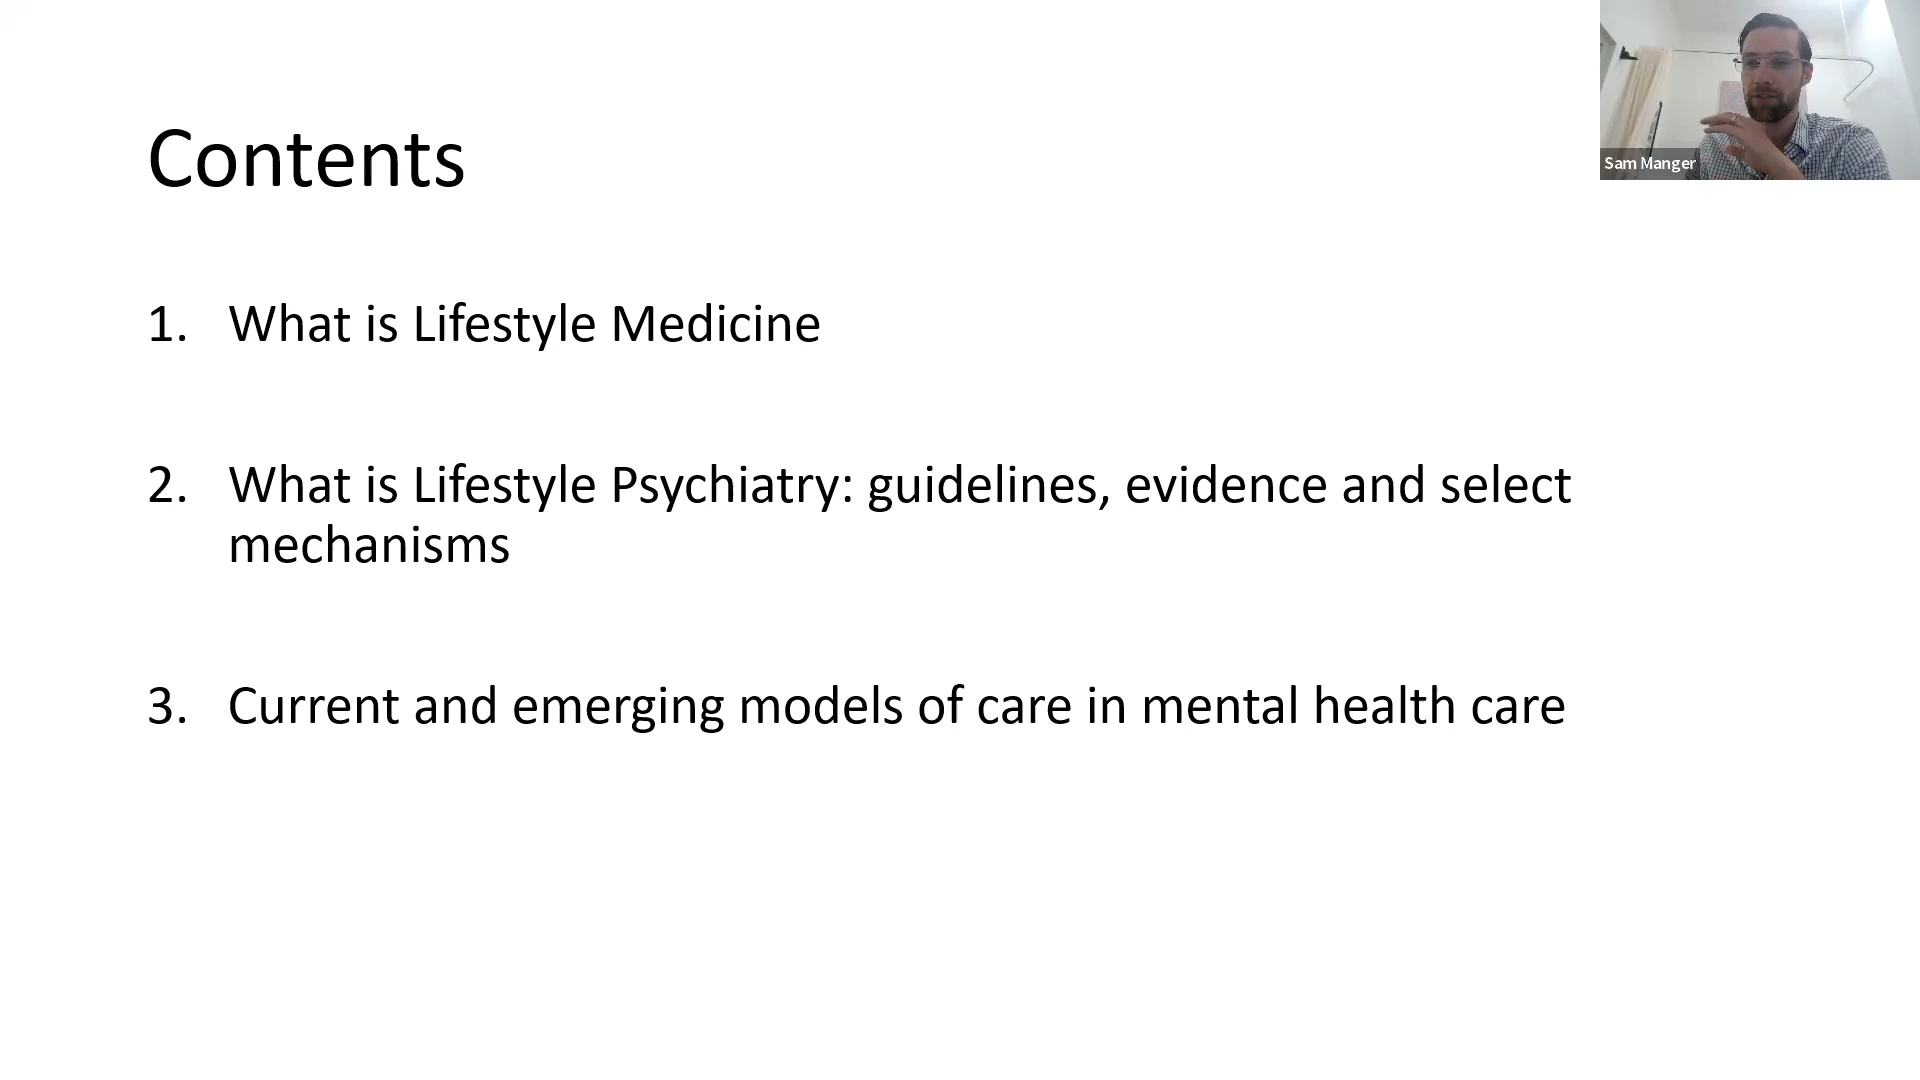 Contents
Sam Manger
1. What is Lifestyle Medicine
2. What is Lifestyle Psychiatry: guidelines, evidence and select
mechanisms
3. Current and emerging models of care in mental health care